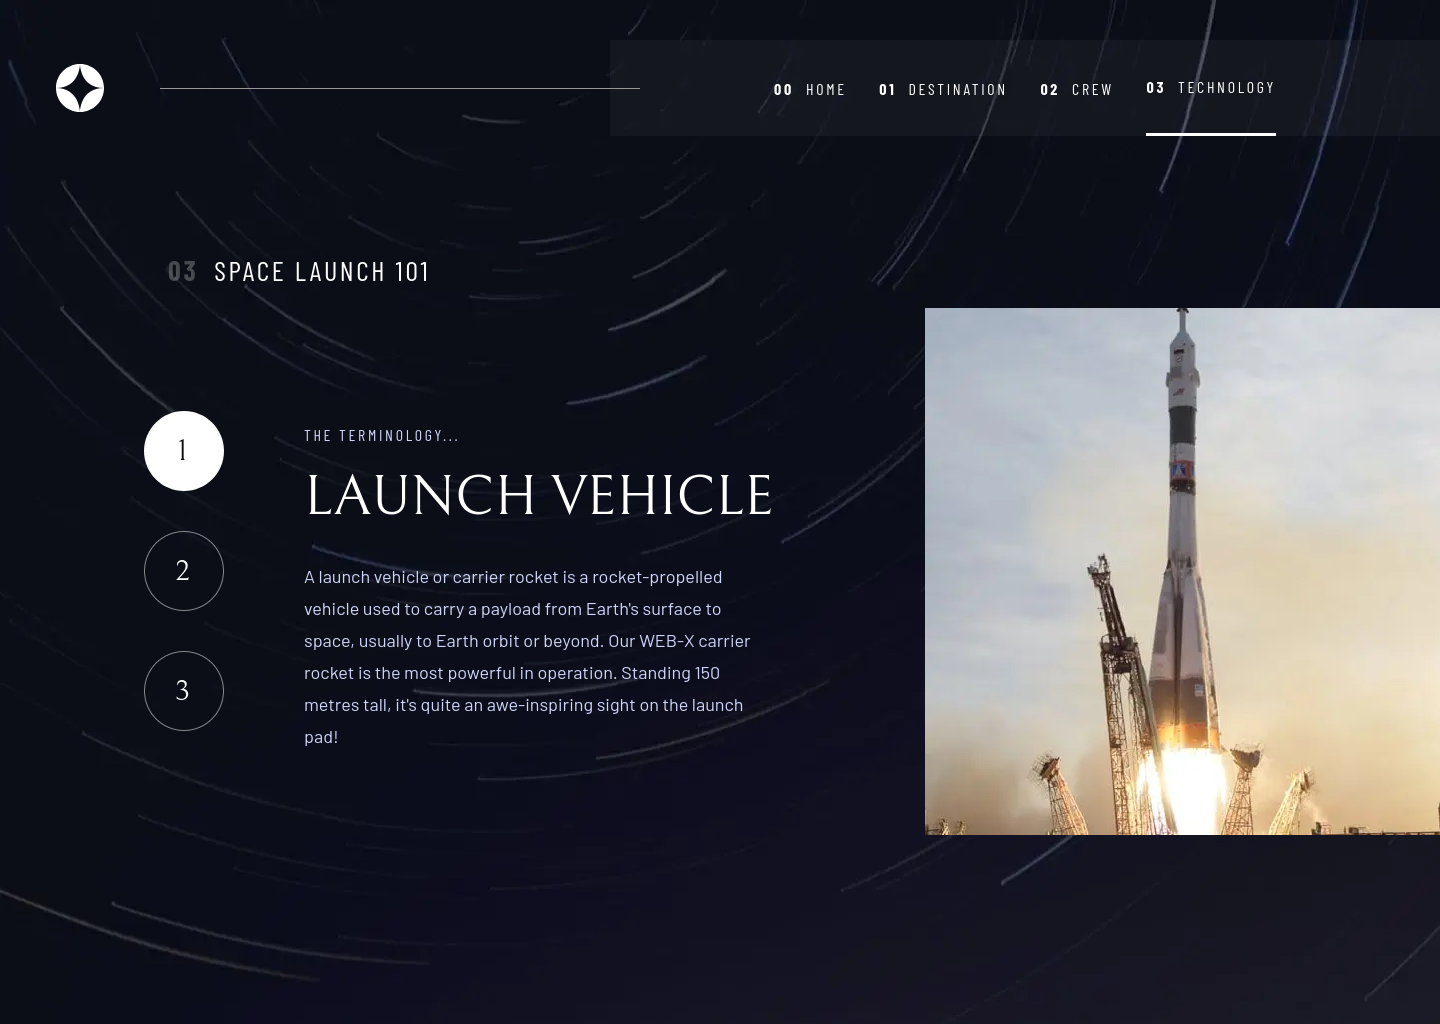 00 HOME 01 DESTINATION 02 CREW 03 TECHNOLOGY
03 SPACE LAUNCH 101
1
2
3
THE TERMINOLOGY...
LAUNCH VEHICLE
A launch vehicle or carrier rocket is a rocket-propelled
vehicle used to carry a payload from Earth's surface to
space, usually to Earth orbit or beyond. Our WEB-X carrier
rocket is the most powerful in operation. Standing 150
metres tall, it's quite an awe-inspiring sight on the launch
pad!